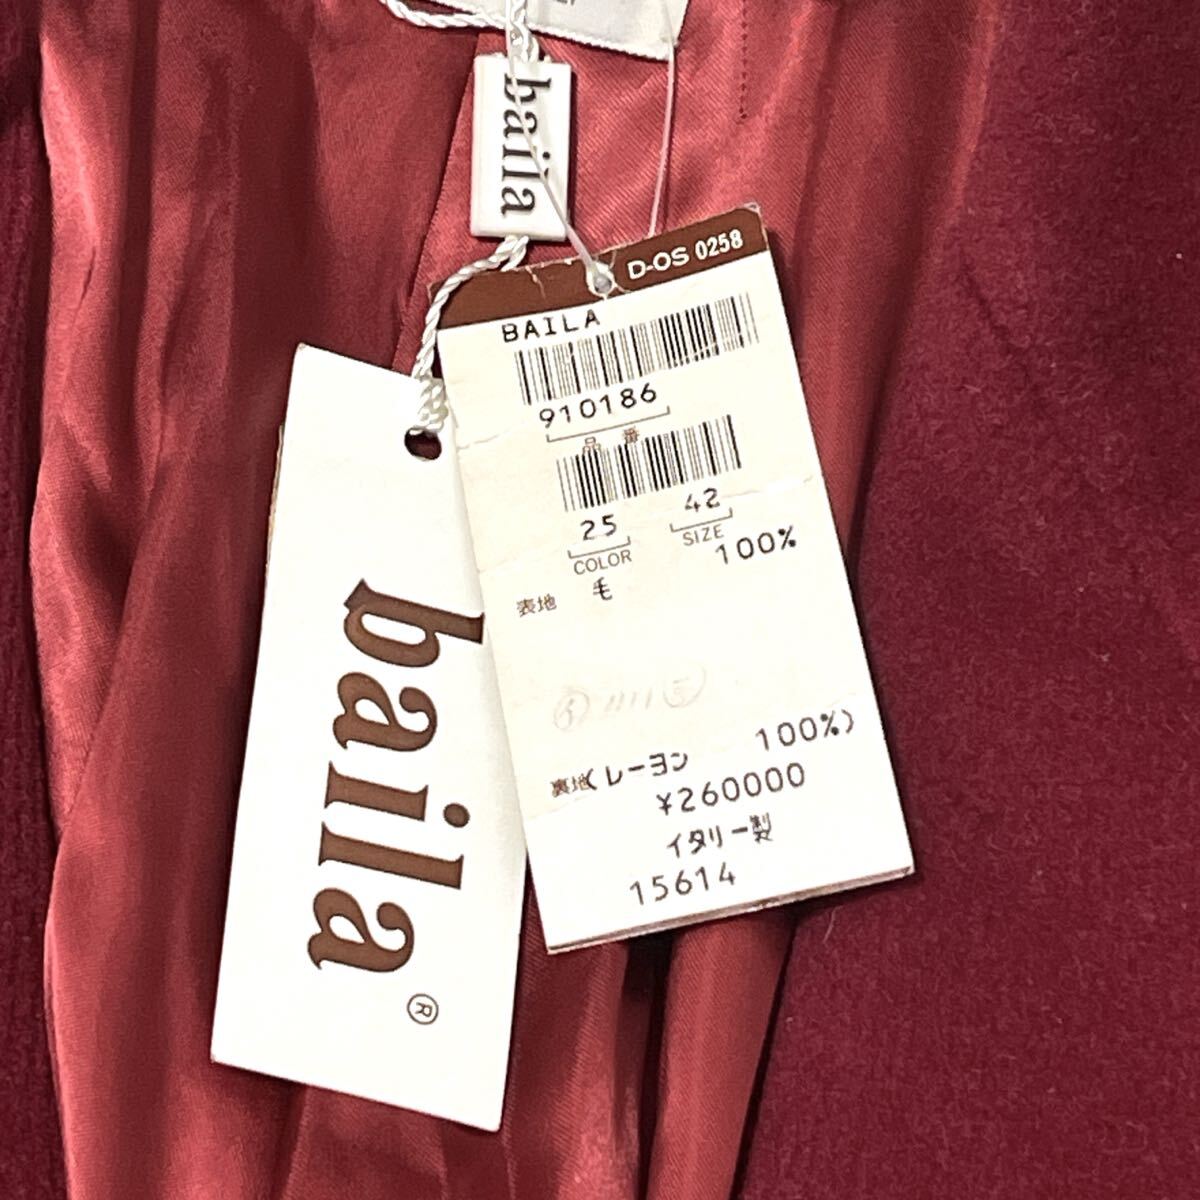 baila
D-OS 0258
BAILA
910186
品番
25 42
COLOR SIZE
表地 毛 100%
裏地(レーヨン 100%)
¥260000
イタリー製
15614
baila®